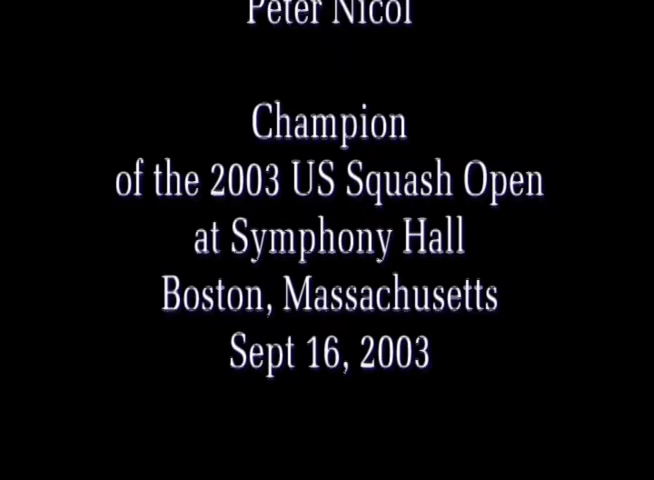 Peter Nicol
Champion
of the 2003 US Squash Open
at Symphony Hall
Boston, Massachusetts
Sept 16, 2003